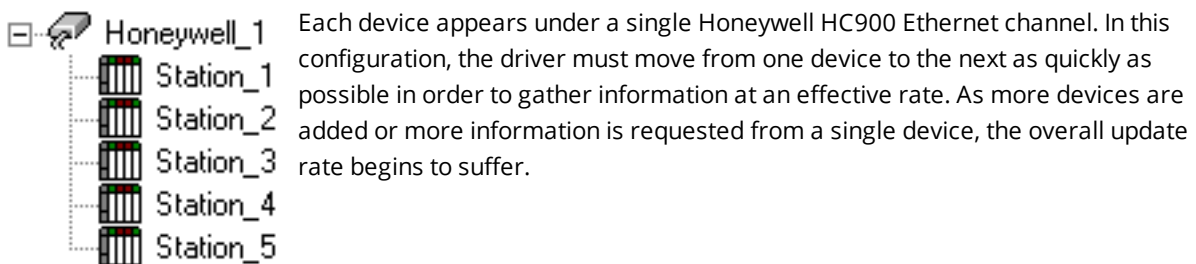 Honeywell_1
Station_1
Station_2
Station_3
Station_4
Station_5
Each device appears under a single Honeywell HC900 Ethernet channel. In this
configuration, the driver must move from one device to the next as quickly as
possible in order to gather information at an effective rate. As more devices are
added or more information is requested from a single device, the overall update
rate begins to suffer.